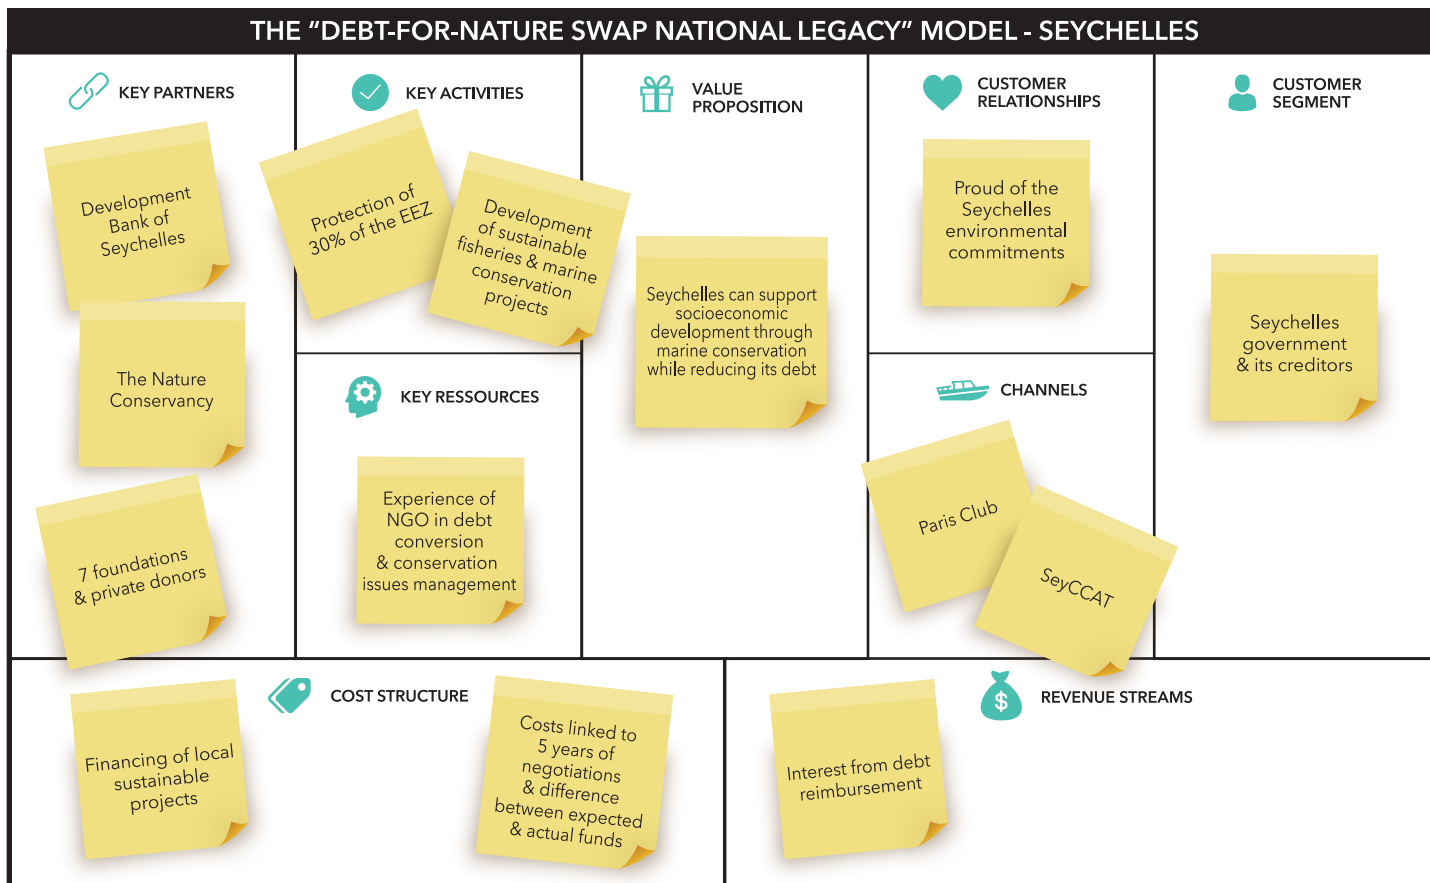 THE “DEBT-FOR-NATURE SWAP NATIONAL LEGACY” MODEL - SEYCHELLES
KEY PARTNERS
Development
Bank of
Seychelles
The Nature
Conservancy
7 foundations
& private donors
KEY ACTIVITIES
Protection of
30% of the EEZ
Development
of sustainable
fisheries & marine
conservation
projects
KEY RESSOURCES
Experience of
NGO in debt
conversion
& conservation
issues management
VALUE
PROPOSITION
Seychelles can support
socioeconomic
development through
marine conservation
while reducing its debt
CUSTOMER
RELATIONSHIPS
Proud of the
Seychelles
environmental
commitments
CHANNELS
Paris Club
SeyCCAT
CUSTOMER
SEGMENT
Seychelles
government
& its creditors
COST STRUCTURE
Financing of local
sustainable
projects
Costs linked to
5 years of
negotiations
& difference
between expected
& actual funds
REVENUE STREAMS
$
Interest from debt
reimbursement